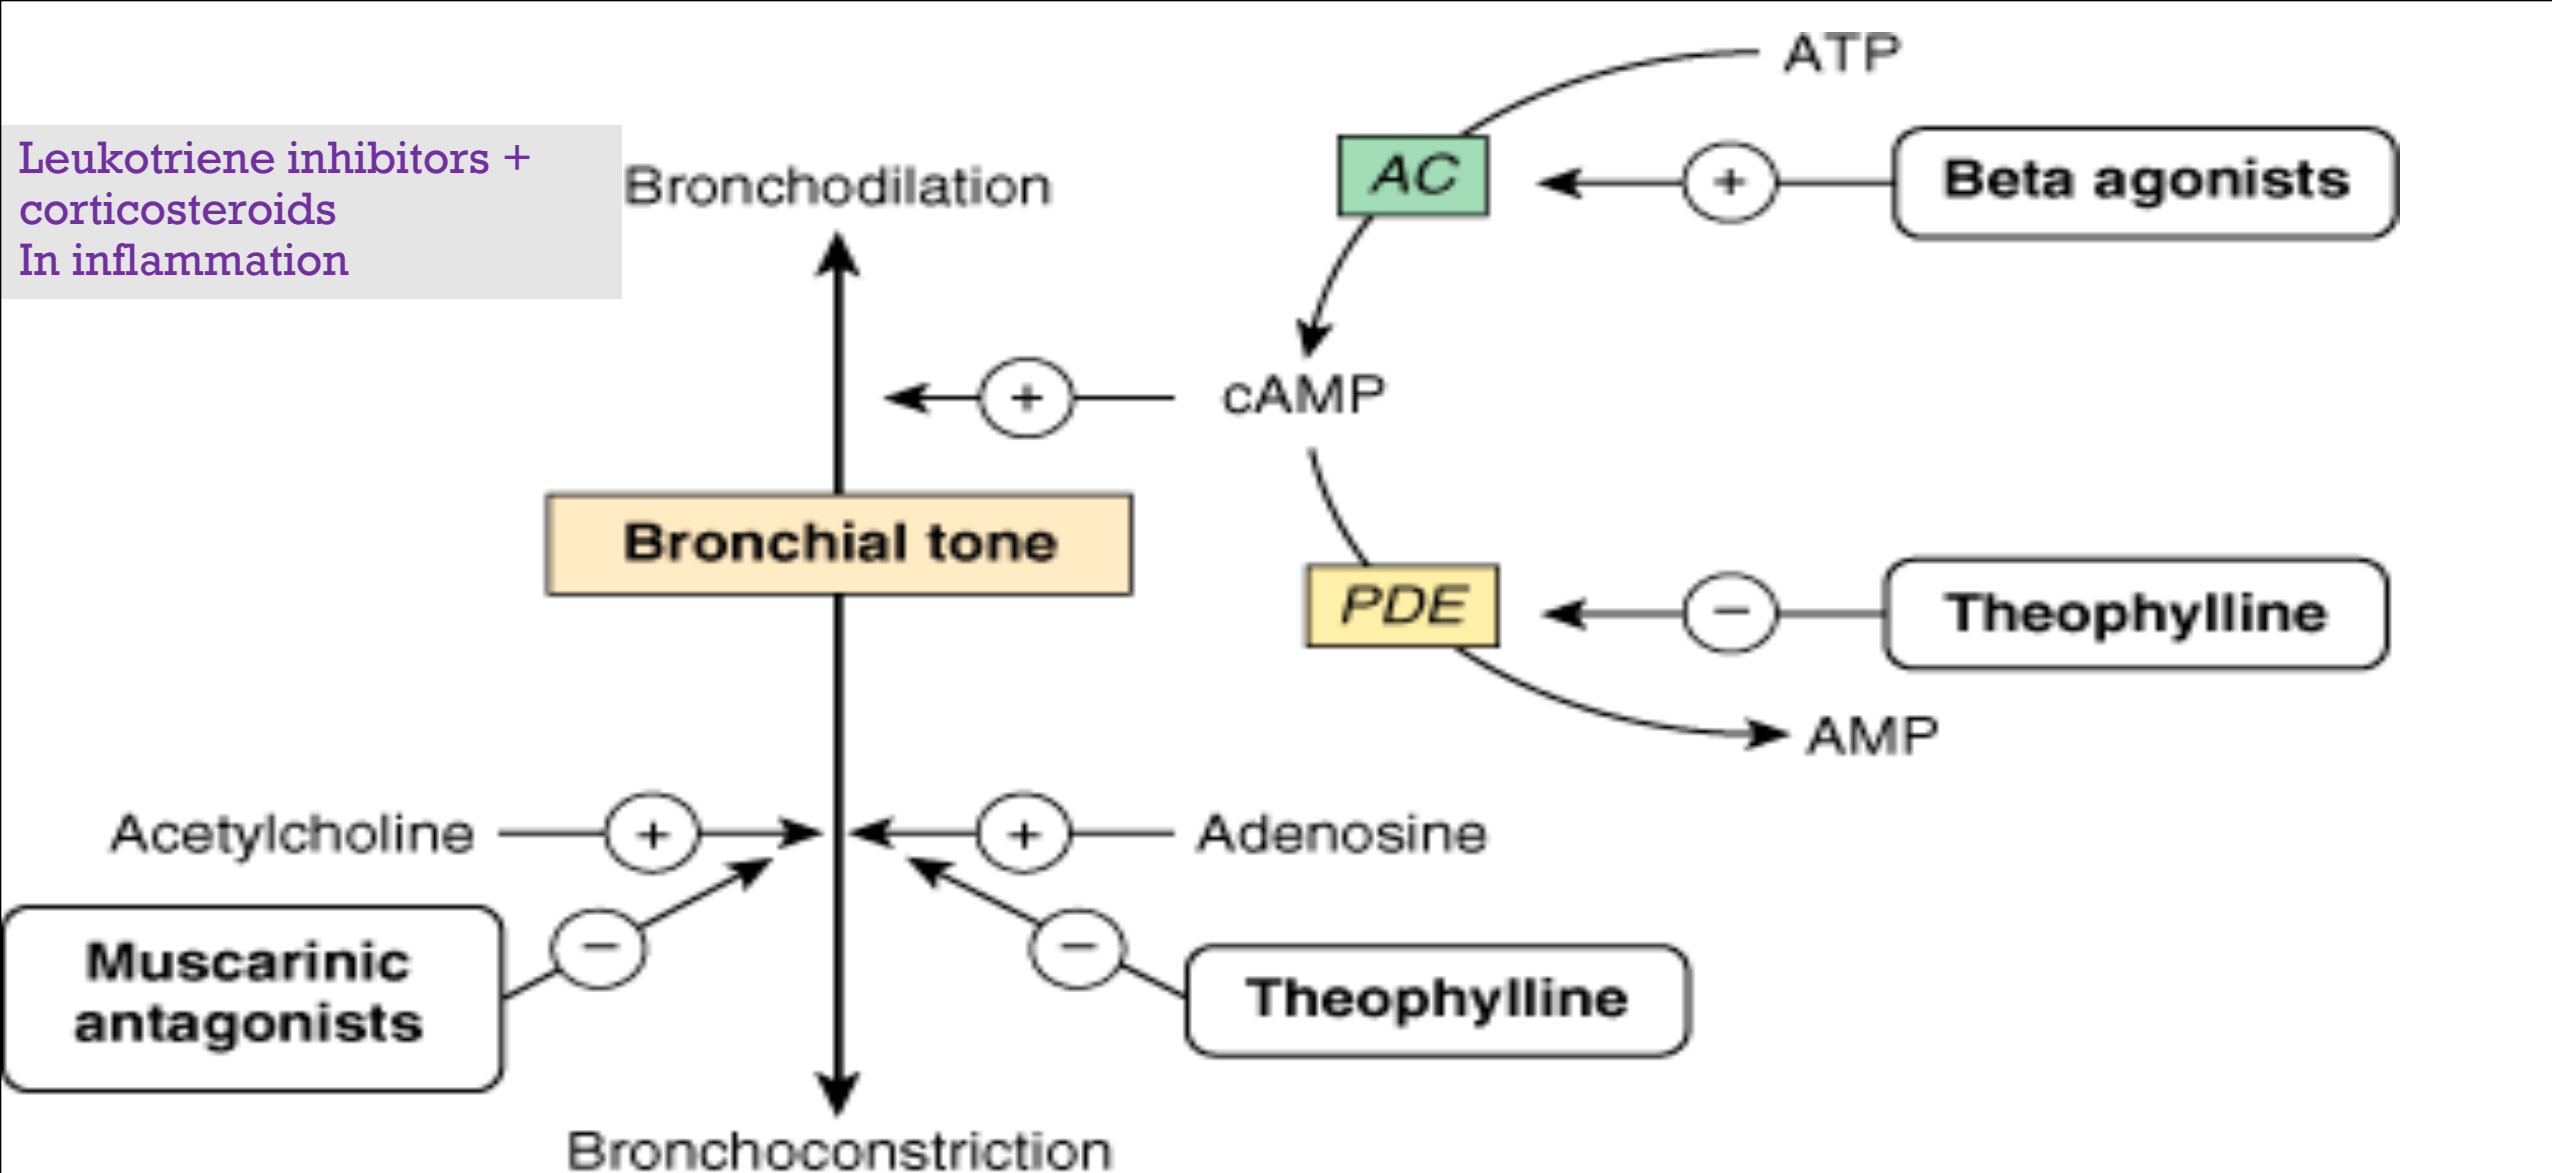 ATP
Leukotriene inhibitors +
corticosteroids
In inflammation
Bronchodilation
AC
+
Beta agonists
+
cAMP
Bronchial tone
PDE
−
Theophylline
AMP
Acetylcholine
+
+
Adenosine
Muscarinic
antagonists
−
−
Theophylline
Bronchoconstriction